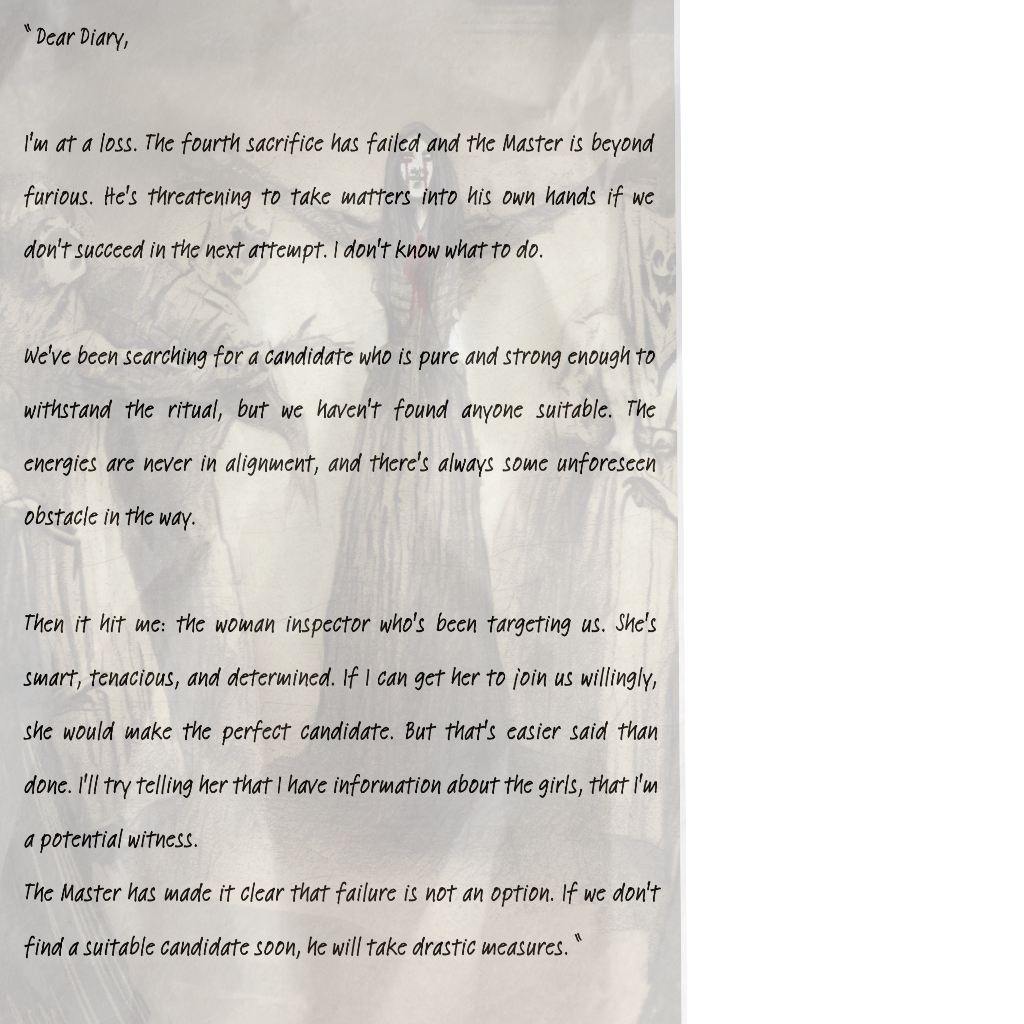 “ Dear Diary,
I'm at a loss. The fourth sacrifice has failed and the Master is beyond
furious. He's threatening to take matters into his own hands if we
don't succeed in the next attempt. I don't know what to do.
We've been searching for a candidate who is pure and strong enough to
withstand the ritual, but we haven't found anyone suitable. The
energies are never in alignment, and there's always some unforeseen
obstacle in the way.
Then it hit me: the woman inspector who's been targeting us. She's
smart, tenacious, and determined. If I can get her to join us willingly,
she would make the perfect candidate. But that's easier said than
done. I'll try telling her that I have information about the girls, that I'm
a potential witness.
The Master has made it clear that failure is not an option. If we don't
find a suitable candidate soon, he will take drastic measures. “